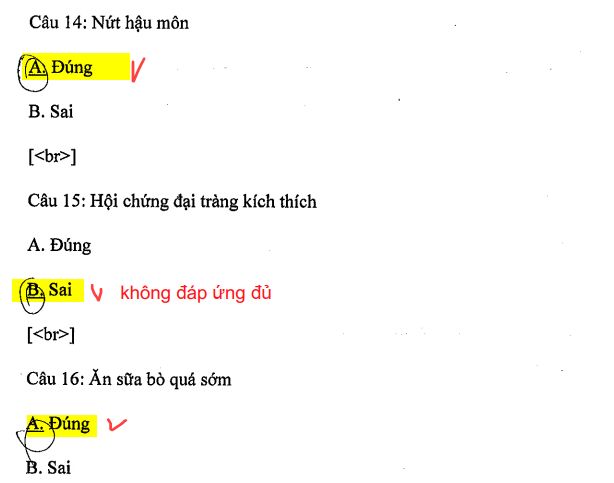 Câu 14: Nứt hậu môn
A. Đúng
B. Sai
[<br>]
Câu 15: Hội chứng đại tràng kích thích
A. Đúng
B. Sai không đáp ứng đủ
[<br>]
Câu 16: Ăn sữa bò quá sớm
A. Đúng
B. Sai